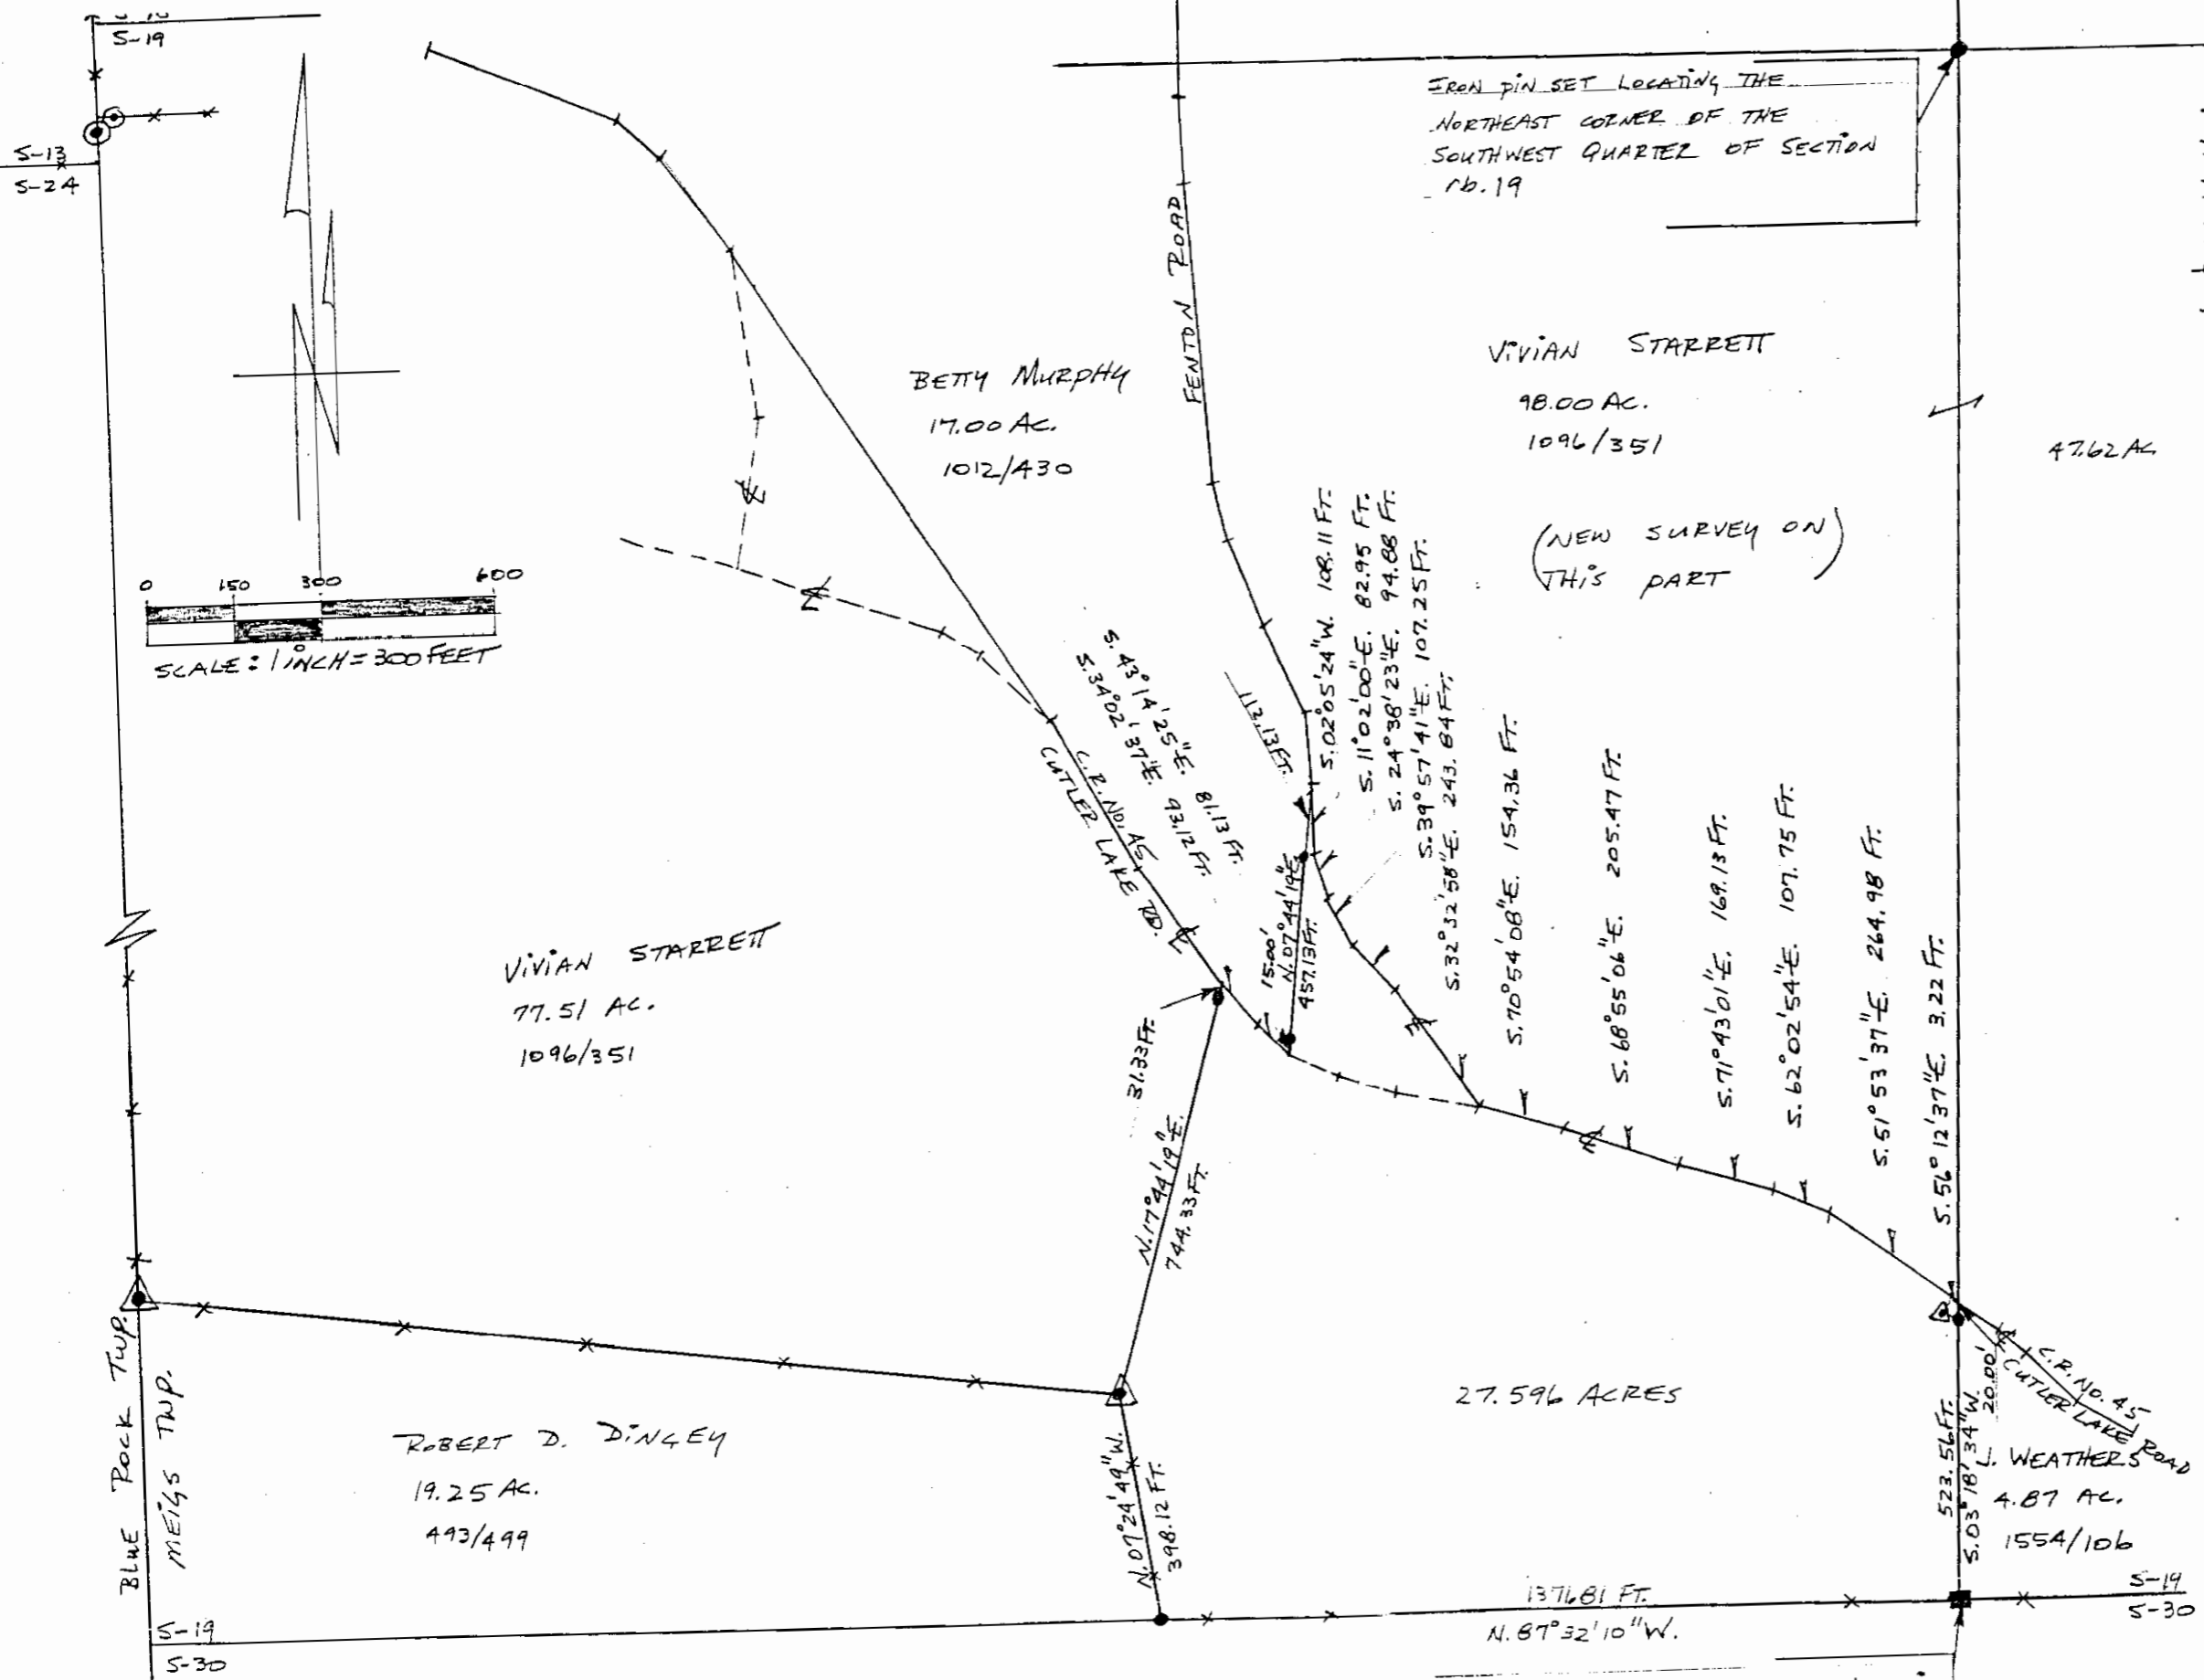 S-19
S-13
S-24
IRON PIN SET LOCATING THE
NORTHEAST CORNER OF THE
SOUTHWEST QUARTER OF SECTION
No. 19
FENTON ROAD
BETTY MURPHY
17.00 AC.
1012/430
VIVIAN STARRETT
98.00 AC.
1096/351
(NEW SURVEY ON
THIS PART)
47.62 AC.
0 150 300 600
SCALE: 1 INCH = 300 FEET
S. 43° 14' 25" E. 81.13 FT.
S. 34° 02' 37" E. 93.12 FT.
C.R. NO. 45
CUTLER LAKE RD.
112.13 FT.
S. 02° 05' 24" W. 108.11 FT.
S. 11° 02' 00" E. 82.95 FT.
S. 24° 38' 23" E. 94.88 FT.
S. 39° 57' 41" E. 107.25 FT.
S. 32° 32' 58" E. 243.84 FT.
S. 70° 54' 08" E. 154.36 FT.
S. 68° 55' 06" E. 205.47 FT.
S. 71° 43' 01" E. 169.13 FT.
S. 62° 02' 54" E. 107.75 FT.
S. 51° 53' 37" E. 264.98 FT.
S. 56° 12' 37" E. 3.22 FT.
15.00'
N. 07° 44' 19" E.
457.13 FT.
VIVIAN STARRETT
77.51 AC.
1096/351
31.33 FT.
N. 17° 44' 19" E.
744.33 FT.
BLUE ROCK TWP.
MEIGS TWP.
ROBERT D. DINGEY
19.25 AC.
493/499
N. 07° 24' 49" W.
398.12 FT.
27.596 ACRES
523.56 FT.
S. 03° 18' 34" W.
20.00'
C.R. NO. 45
CUTLER LAKE ROAD
J. WEATHERS
4.87 AC.
1554/106
1376.81 FT.
N. 87° 32' 10" W.
S-19
S-30
S-19
S-30